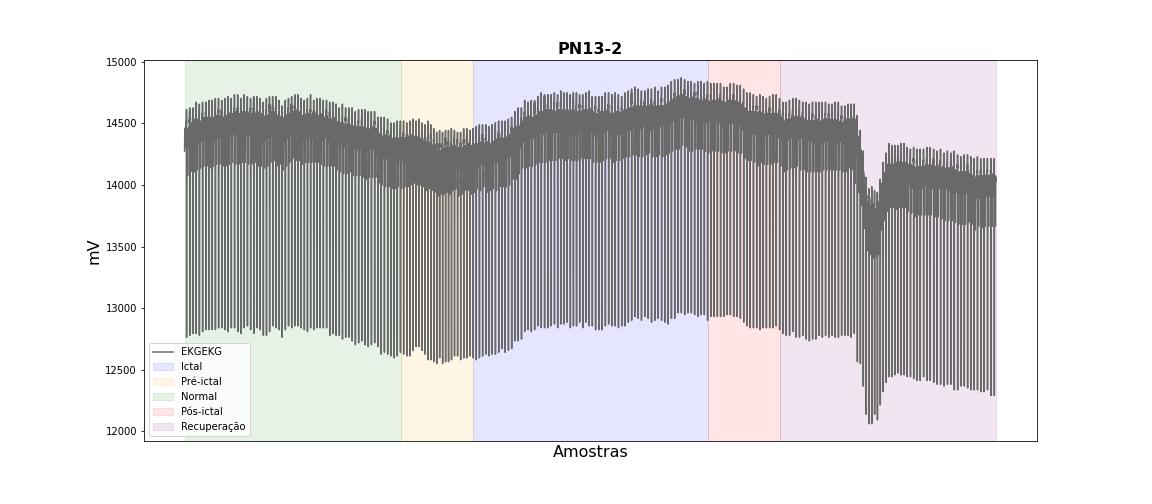 PN13-2
15000
14500
14000
13500
13000
12500
12000
mV
EKGEKG
Ictal
Pré-ictal
Normal
Pós-ictal
Recuperação
Amostras